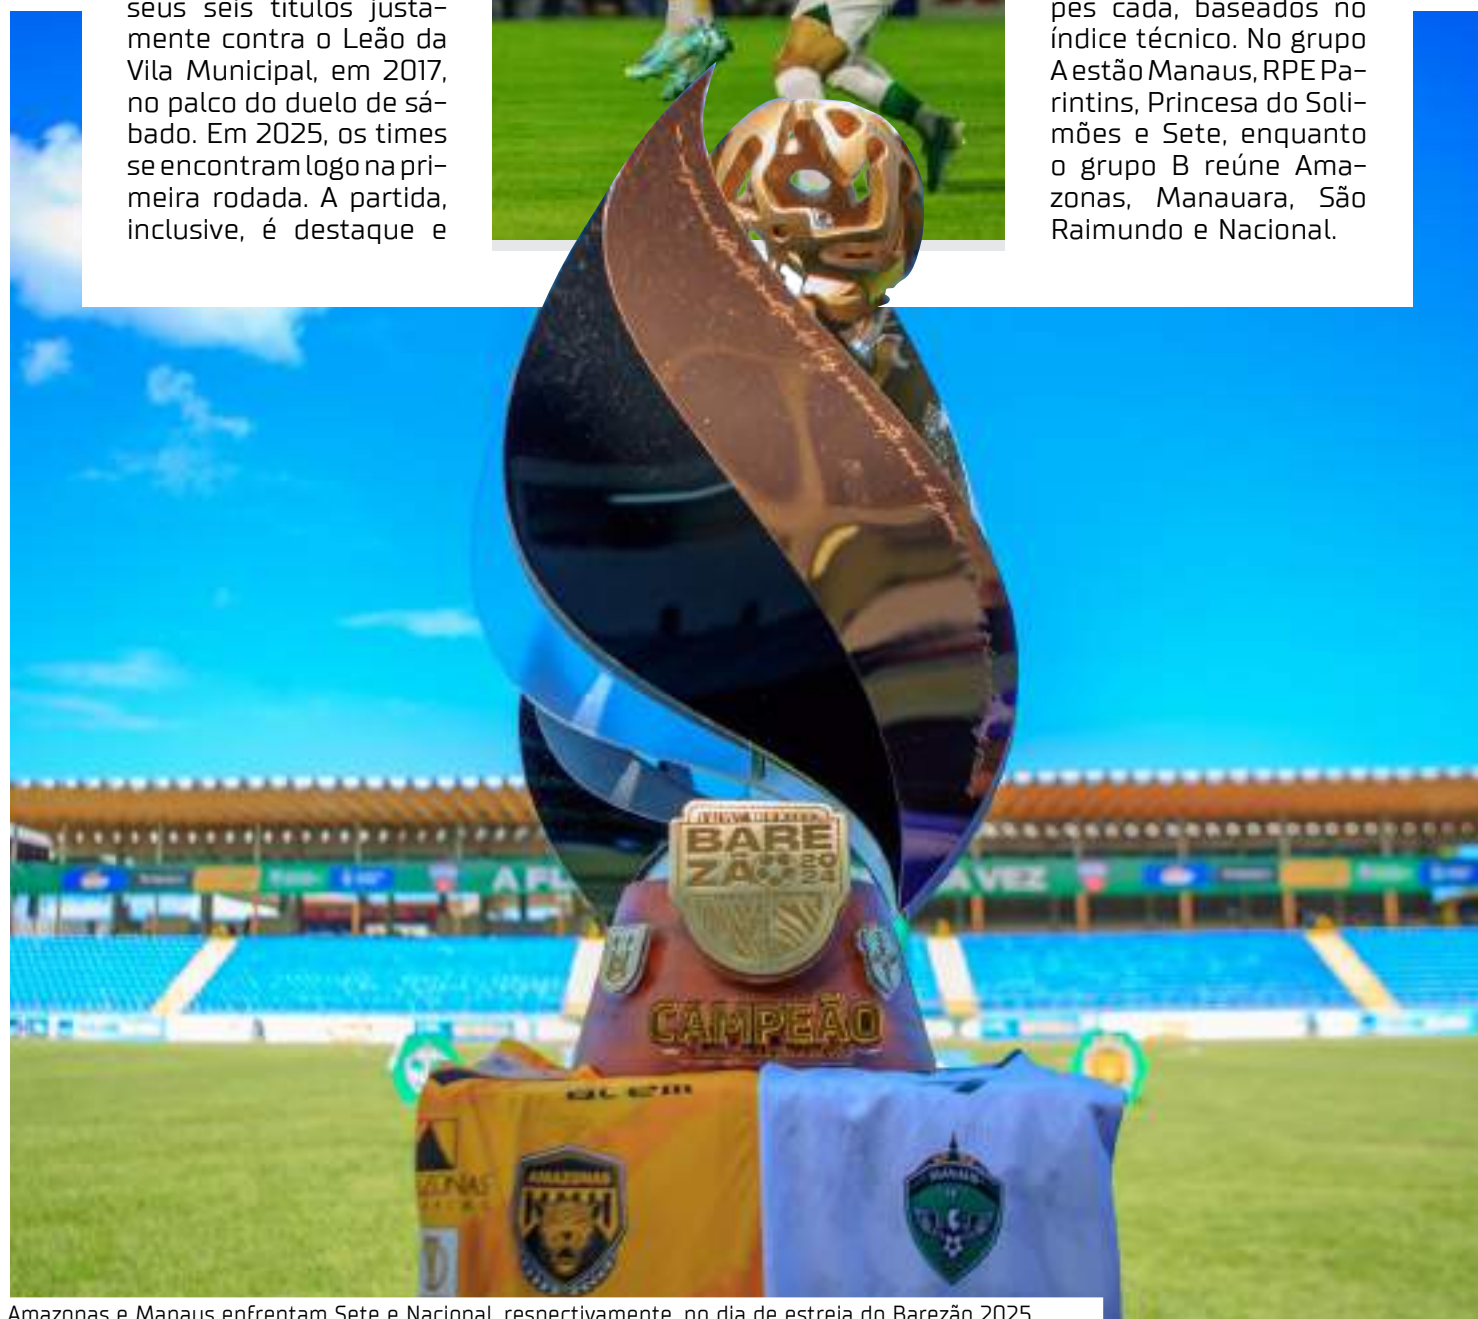 seus seis títulos justa-
mente contra o Leão da
Vila Municipal, em 2017,
no palco do duelo de sá-
bado. Em 2025, os times
se encontram logo na pri-
meira rodada. A partida,
inclusive, é destaque e
pes cada, baseados no
índice técnico. No grupo
A estão Manaus, RPE Pa-
rintins, Princesa do Soli-
mões e Sete, enquanto
o grupo B reúne Ama-
zonas, Manauara, São
Raimundo e Nacional.
BARE
ZÃO 2024
A VEZ
CAMPEÃO
AMAZONAS
MANAUS
Amazonas e Manaus enfrentam Sete e Nacional, respectivamente, no dia de estreia do Barezão 2025